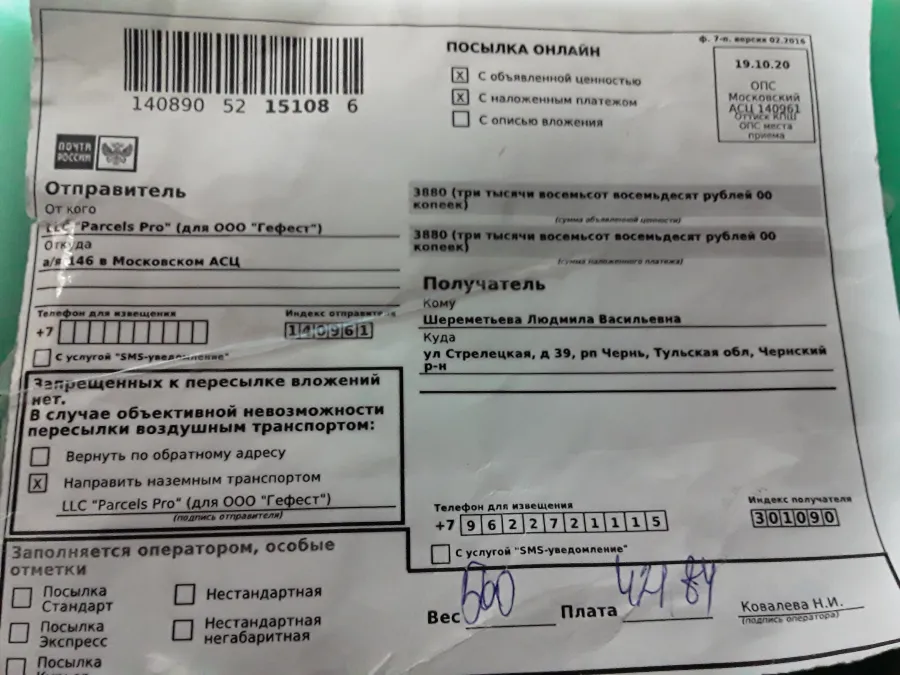 140890 52 15108 6
ПОСЫЛКА ОНЛАЙН
X С объявленной ценностью
X С наложенным платежом
С описью вложения
ф. 7-п. версия 02.2016
19.10.20
ОПС
Московский
АСЦ 140961
Оттиск КПШ
ОПС места
приема
ПОЧТА
РОССИИ
Отправитель
От кого
LLC "Parcels Pro" (для ООО "Гефест")
Откуда
а/я 146 в Московском АСЦ
Телефон для извещения
Индекс отправителя
+7
140961
С услугой "SMS-уведомление"
3880 (три тысячи восемьсот восемьдесят рублей 00
копеек)
(сумма объявленной ценности)
3880 (три тысячи восемьсот восемьдесят рублей 00
копеек)
(сумма наложенного платежа)
Получатель
Кому
Шереметьева Людмила Васильевна
Куда
ул Стрелецкая, д 39, рп Чернь, Тульская обл, Чернский
р-н
Запрещенных к пересылке вложений
нет.
В случае объективной невозможности
пересылки воздушным транспортом:
Вернуть по обратному адресу
X Направить наземным транспортом
LLC "Parcels Pro" (для ООО "Гефест")
(подпись отправителя)
Телефон для извещения
Индекс получателя
+7 9622721115
301090
С услугой "SMS-уведомление"
Заполняется оператором, особые
отметки
Посылка
Стандарт
Нестандартная
Посылка
Экспресс
Нестандартная
негабаритная
Посылка
Вес 500 Плата
Ковалева Н.И.
(подпись оператора)